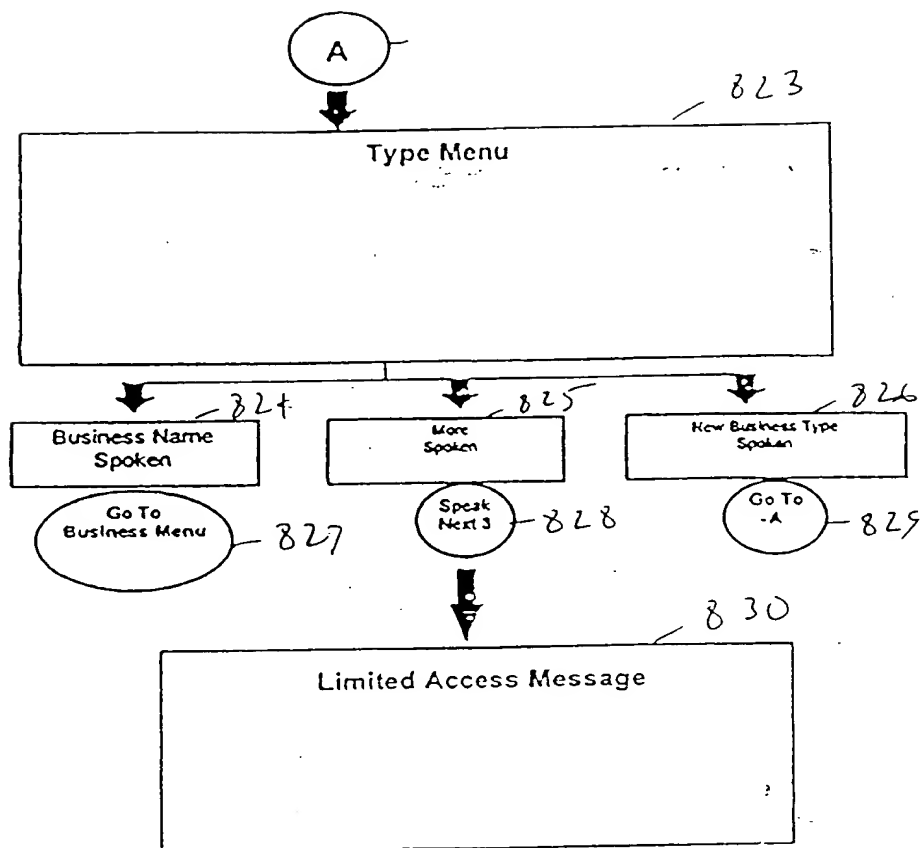 A
823
Type Menu
824
825
826
Business Name
Spoken
More
Spoken
New Business Type
Spoken
Go To
Business Menu
827
Speak
Next 3
828
Go To
-A
829
830
Limited Access Message